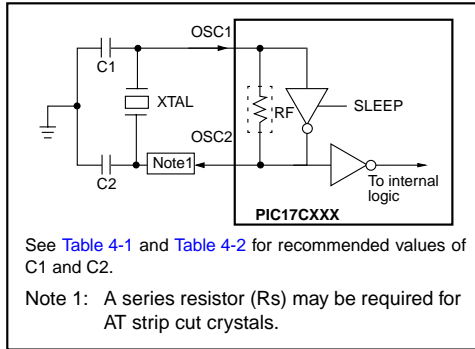 OSC1
C1
XTAL
RF
SLEEP
OSC2
C2
Note1
To internal
logic
PIC17CXXX
See Table 4-1 and Table 4-2 for recommended values of
C1 and C2.
Note 1: A series resistor (Rs) may be required for
AT strip cut crystals.